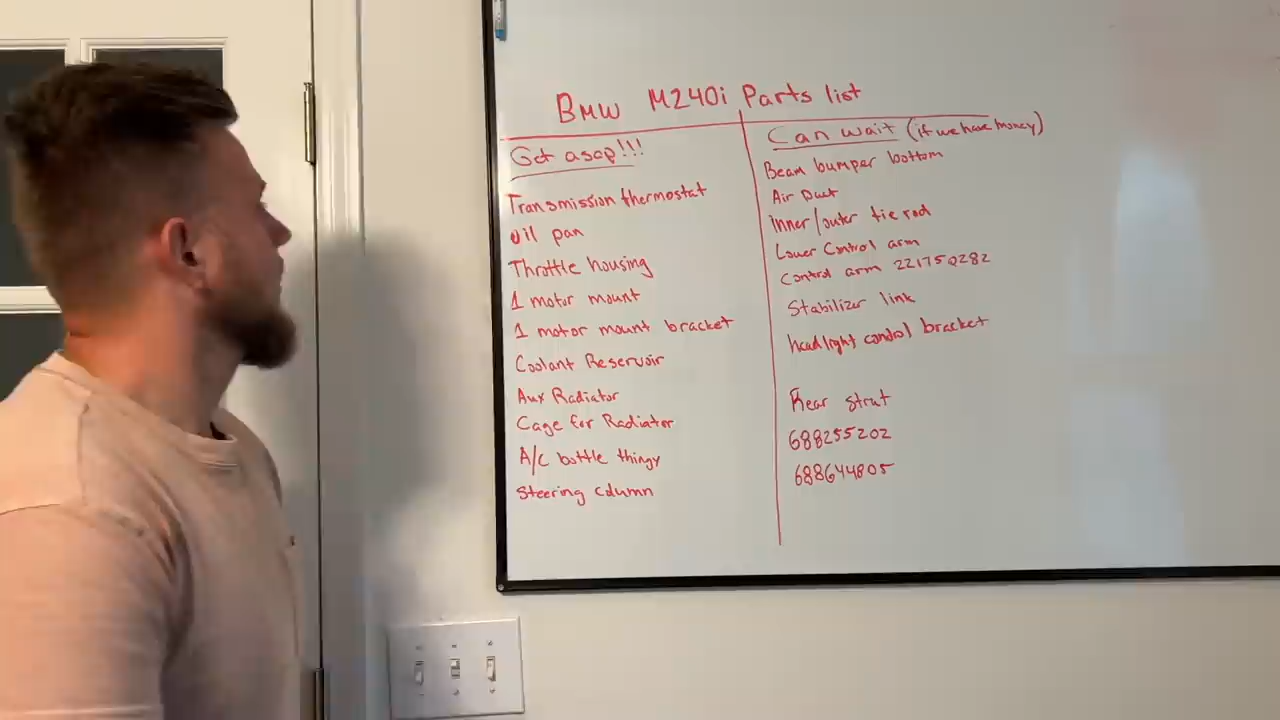 BMW M240i Parts list
Get asap!!!
Transmission thermostat
oil pan
Throttle housing
1 motor mount
1 motor mount bracket
Coolant Reservoir
Aux Radiator
Cage for Radiator
A/C bottle thingy
Steering column
Can wait (if we have money)
Beam bumper bottom
Air Duct
inner/outer tie rod
Lower Control arm
Control arm 221750282
Stabilizer link
headlight control bracket
Rear strut
688255202
688644805